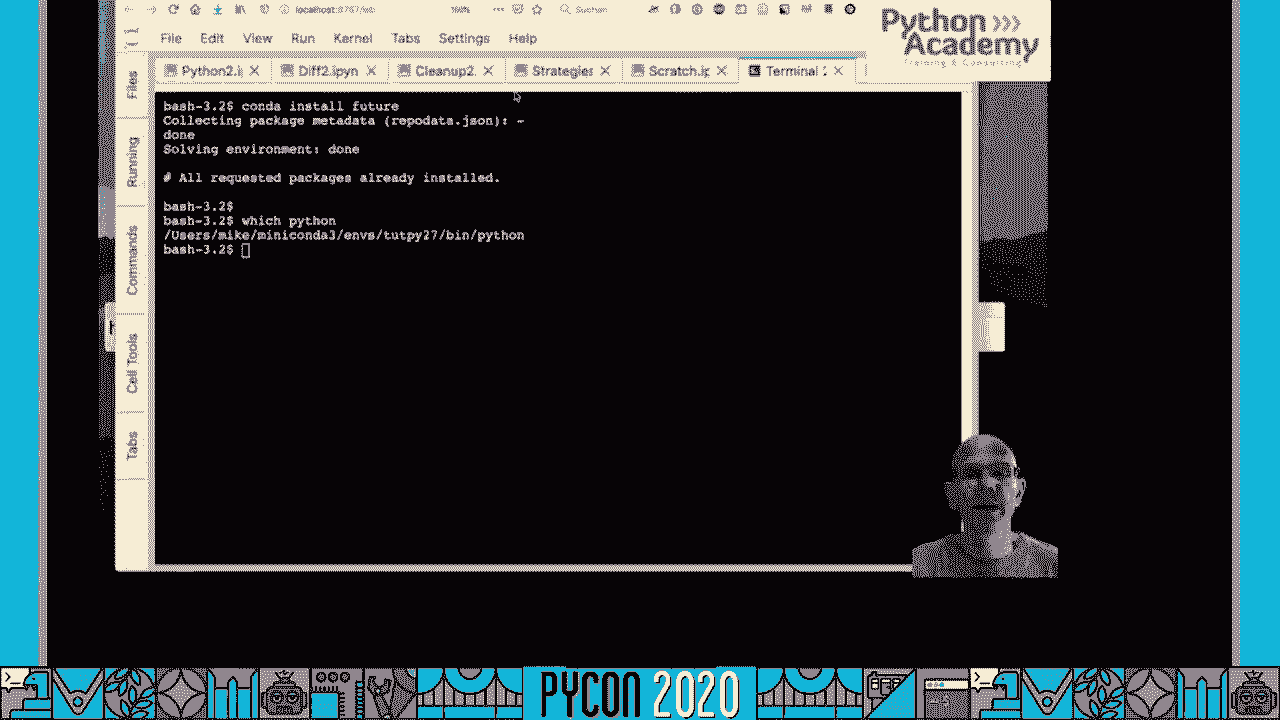 localhost:8787/lab
Suchen
Python
Academy
Training & Consulting
File Edit View Run Kernel Tabs Settings Help
Python2.i Diff2.ipyn Cleanup2. Strategies Scratch.ip Terminal 2
Files
Running
Commands
Cell Tools
Tabs
bash-3.2$ conda install future
Collecting package metadata (repodata.json): -
done
Solving environment: done
# All requested packages already installed.
bash-3.2$
bash-3.2$ which python
/Users/mike/miniconda3/envs/tutpy27/bin/python
bash-3.2$
PYCON 2020